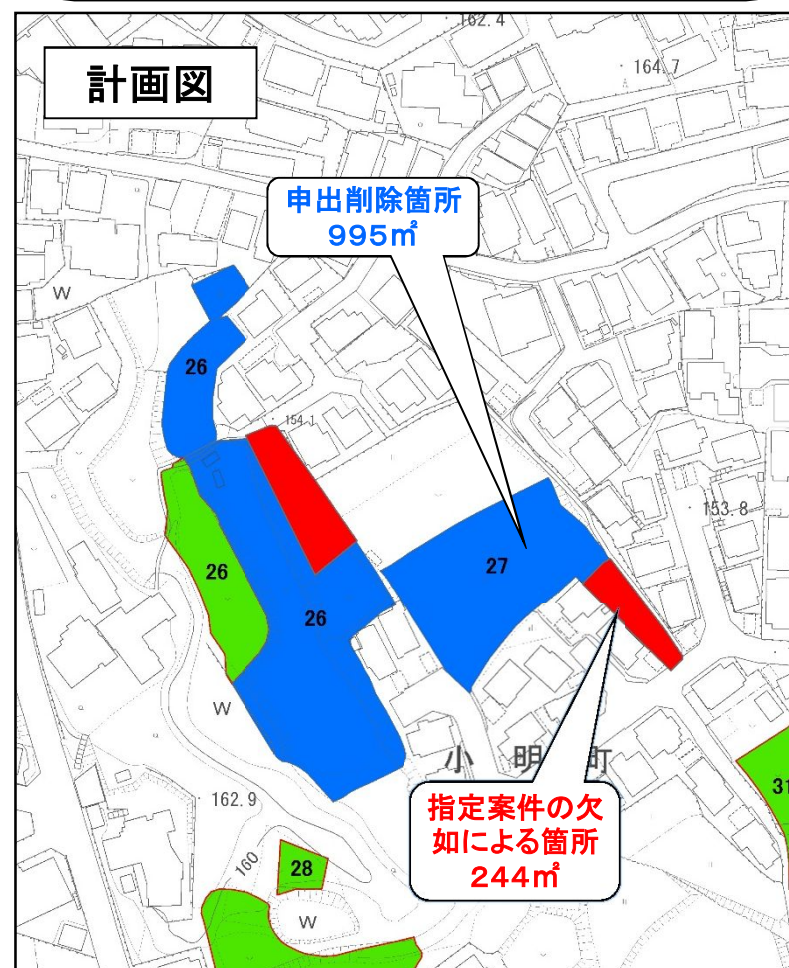 162.4
計画図
164.7
申出削除箇所
995㎡
W
26
154.1
153.8
26
27
26
W
小明町
31
162.9
指定案件の欠
如による箇所
244㎡
160
28
W